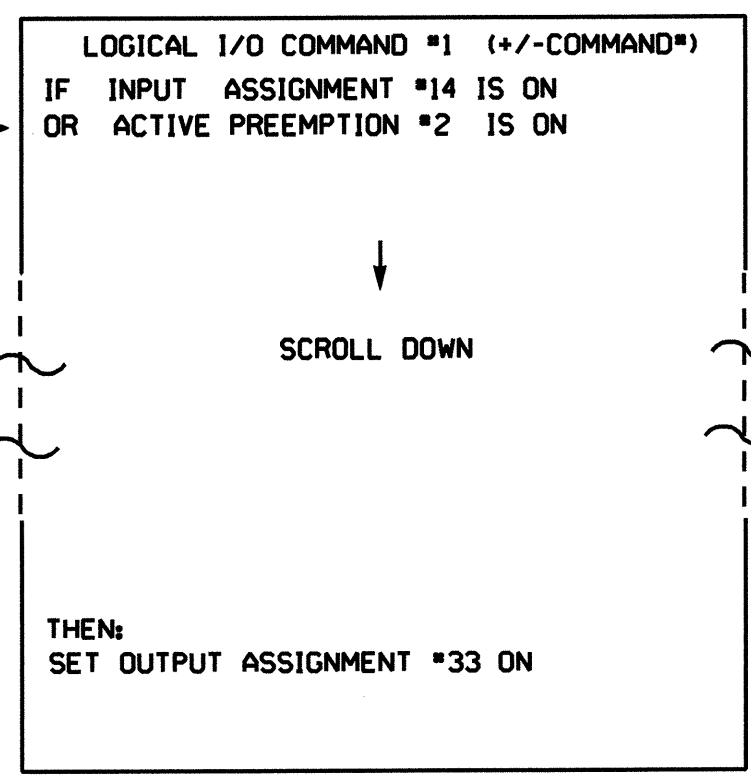 LOGICAL I/O COMMAND #1 (+/-COMMAND#)
IF INPUT ASSIGNMENT #14 IS ON
OR ACTIVE PREEMPTION #2 IS ON
SCROLL DOWN
THEN:
SET OUTPUT ASSIGNMENT #33 ON